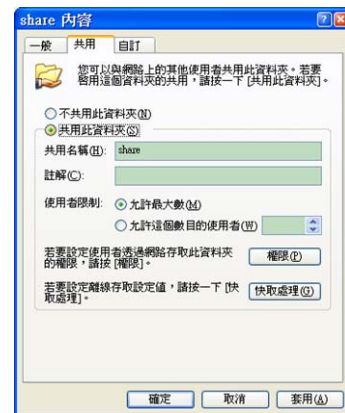 share 內容
一般 共用 自訂
您可以與網路上的其他使用者共用此資料夾。若要
啓用這個資料夾的共用，請按一下 [共用此資料夾]。
不共用此資料夾(N)
共用此資料夾(S)
共用名稱(H): share
註解(C):
使用者限制: 允許最大數(M)
允許這個數目的使用者(W)
若要設定使用者透過網路存取此資料夾
的權限，請按 [權限]。
權限(P)
若要設定離線存取設定值，請按一下 [快
取處理]。
快取處理(G)
確定 取消 套用(A)